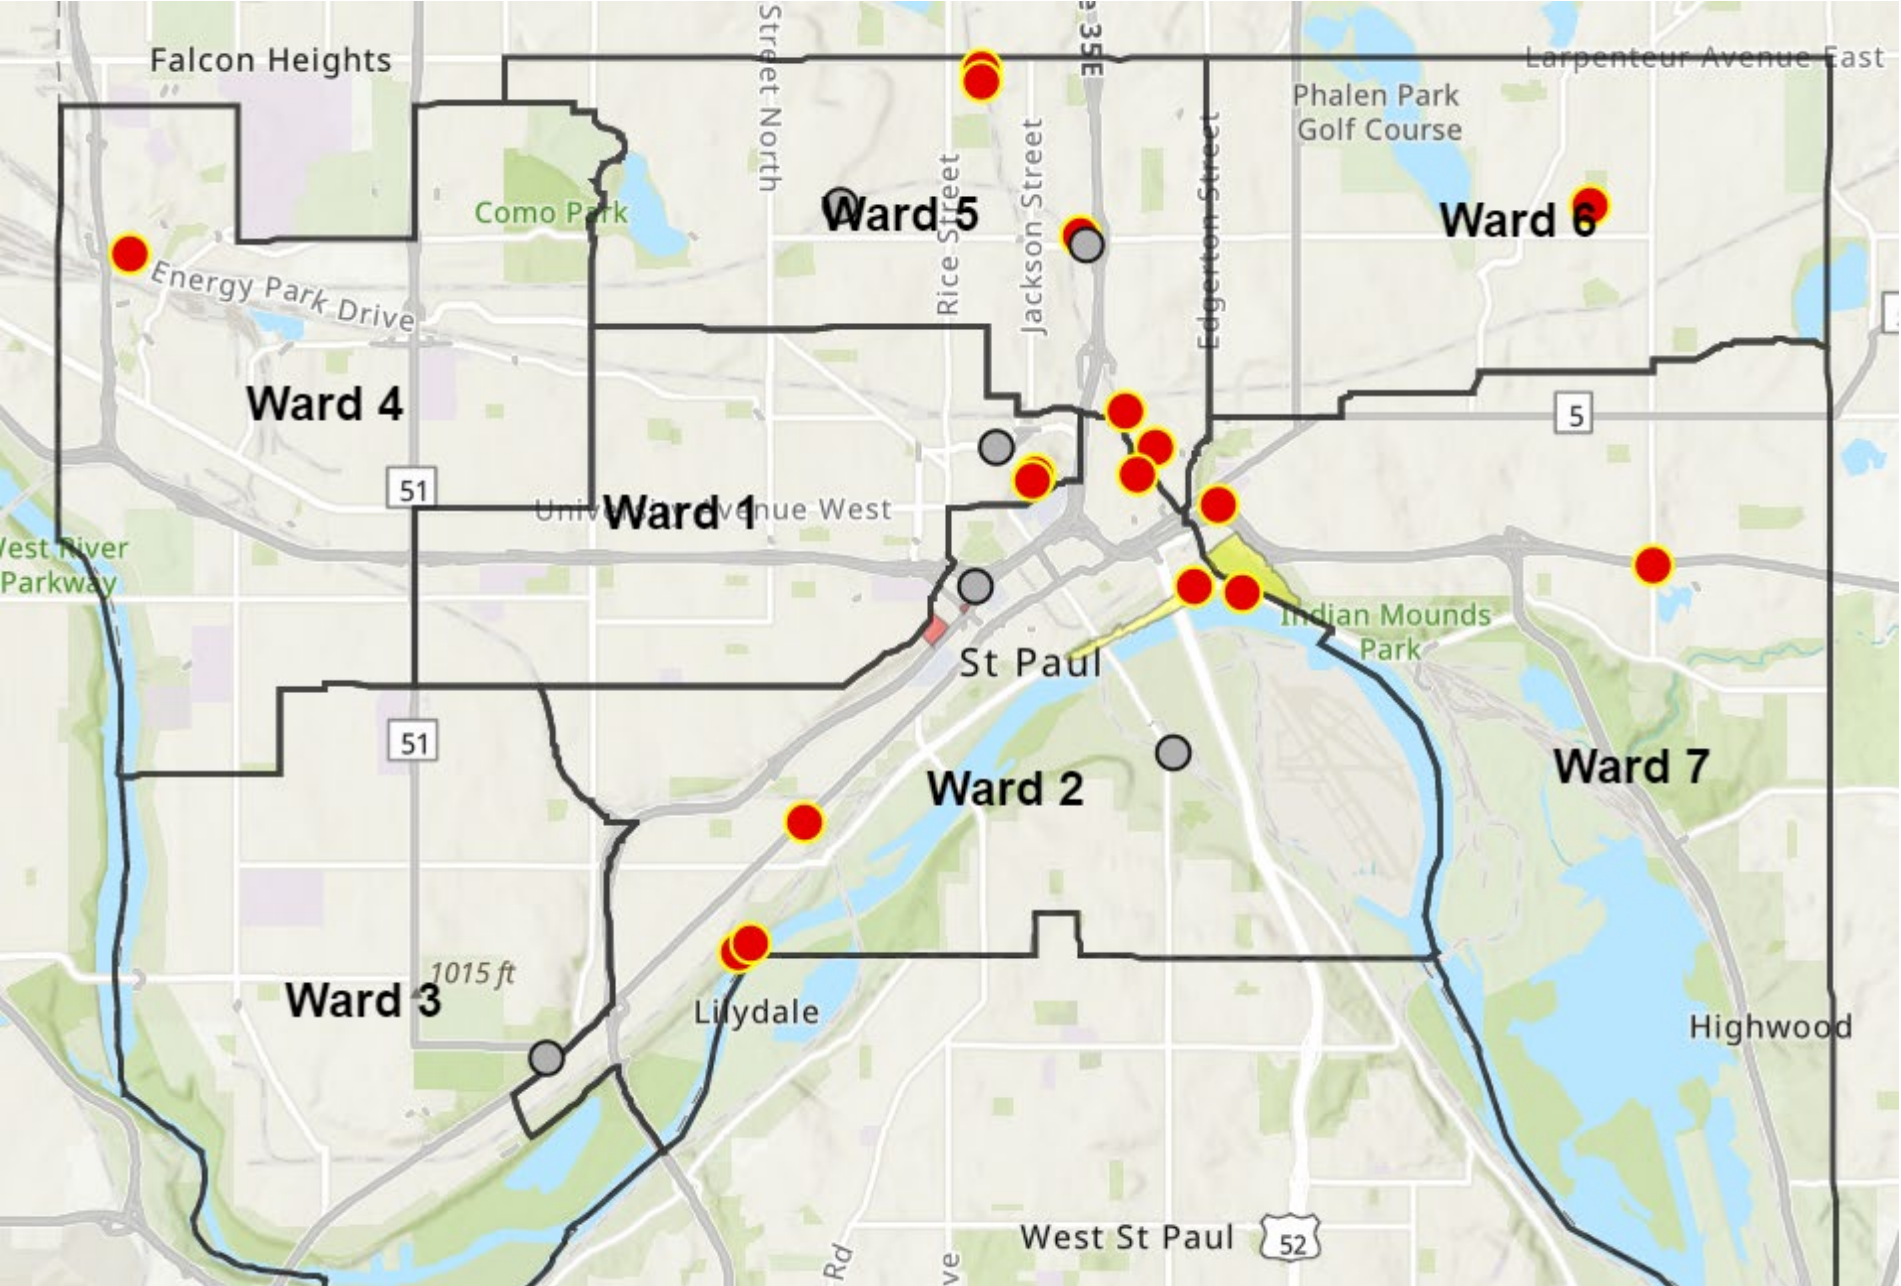 Falcon Heights
Street North
35E
Larpenteur Avenue East
Phalen Park
Golf Course
Como Park
Ward 5
Rice Street
Jackson Street
Edgerton Street
Ward 6
Energy Park Drive
Ward 4
5
51
University Avenue West
Ward 1
West River
Parkway
Indian Mounds
Park
St Paul
51
Ward 2
Ward 7
1015 ft
Ward 3
Lilydale
Highwood
West St Paul
52
Rd